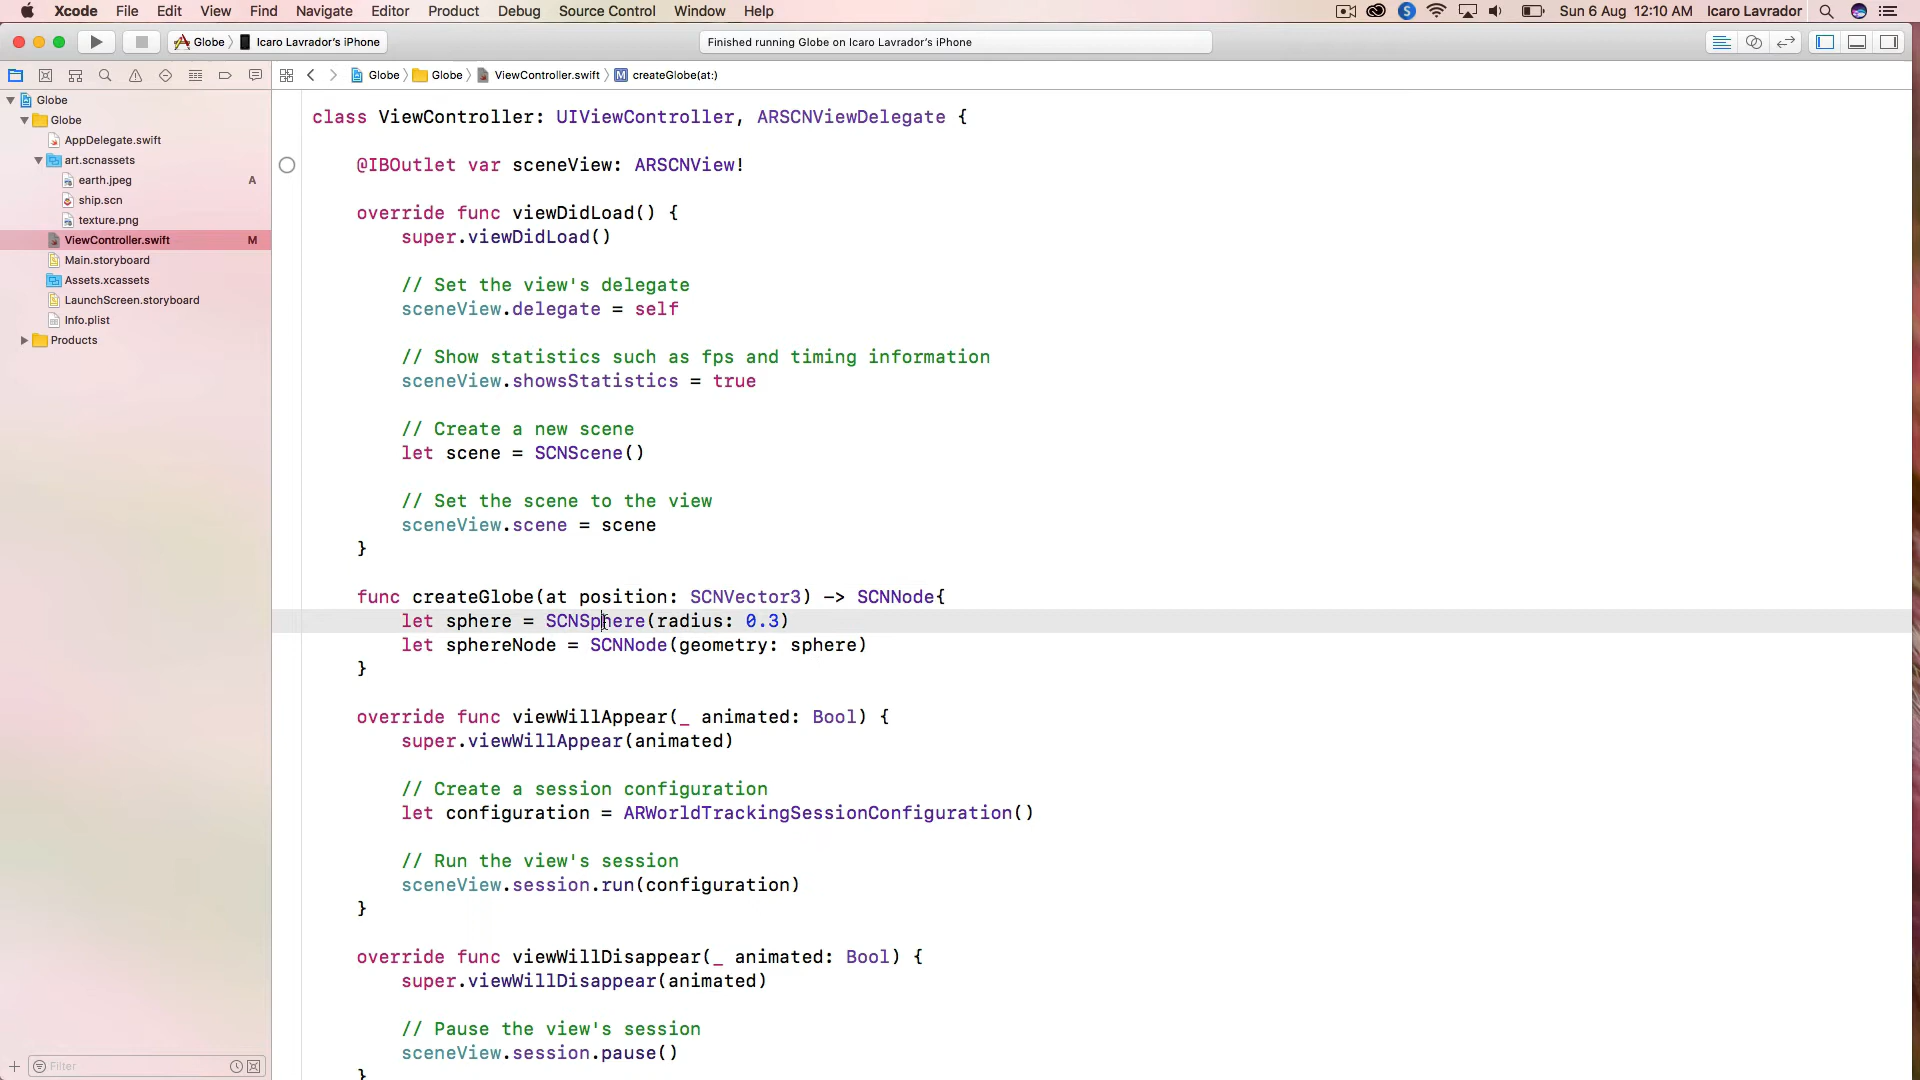 Xcode File Edit View Find Navigate Editor Product Debug Source Control Window Help Sun 6 Aug 12:10 AM Icaro Lavrador
Globe Icaro Lavrador's iPhone Finished running Globe on Icaro Lavrador's iPhone
Globe Globe ViewController.swift M createGlobe(at:)
Globe
Globe
AppDelegate.swift
art.scnassets
earth.jpeg A
ship.scn
texture.png
ViewController.swift M
Main.storyboard
Assets.xcassets
LaunchScreen.storyboard
Info.plist
Products
Filter
class ViewController: UIViewController, ARSCNViewDelegate {
@IBOutlet var sceneView: ARSCNView!
override func viewDidLoad() {
super.viewDidLoad()
// Set the view's delegate
sceneView.delegate = self
// Show statistics such as fps and timing information
sceneView.showsStatistics = true
// Create a new scene
let scene = SCNScene()
// Set the scene to the view
sceneView.scene = scene
}
func createGlobe(at position: SCNVector3) -> SCNNode{
let sphere = SCNSphere(radius: 0.3)
let sphereNode = SCNNode(geometry: sphere)
}
override func viewWillAppear(_ animated: Bool) {
super.viewWillAppear(animated)
// Create a session configuration
let configuration = ARWorldTrackingSessionConfiguration()
// Run the view's session
sceneView.session.run(configuration)
}
override func viewWillDisappear(_ animated: Bool) {
super.viewWillDisappear(animated)
// Pause the view's session
sceneView.session.pause()
}